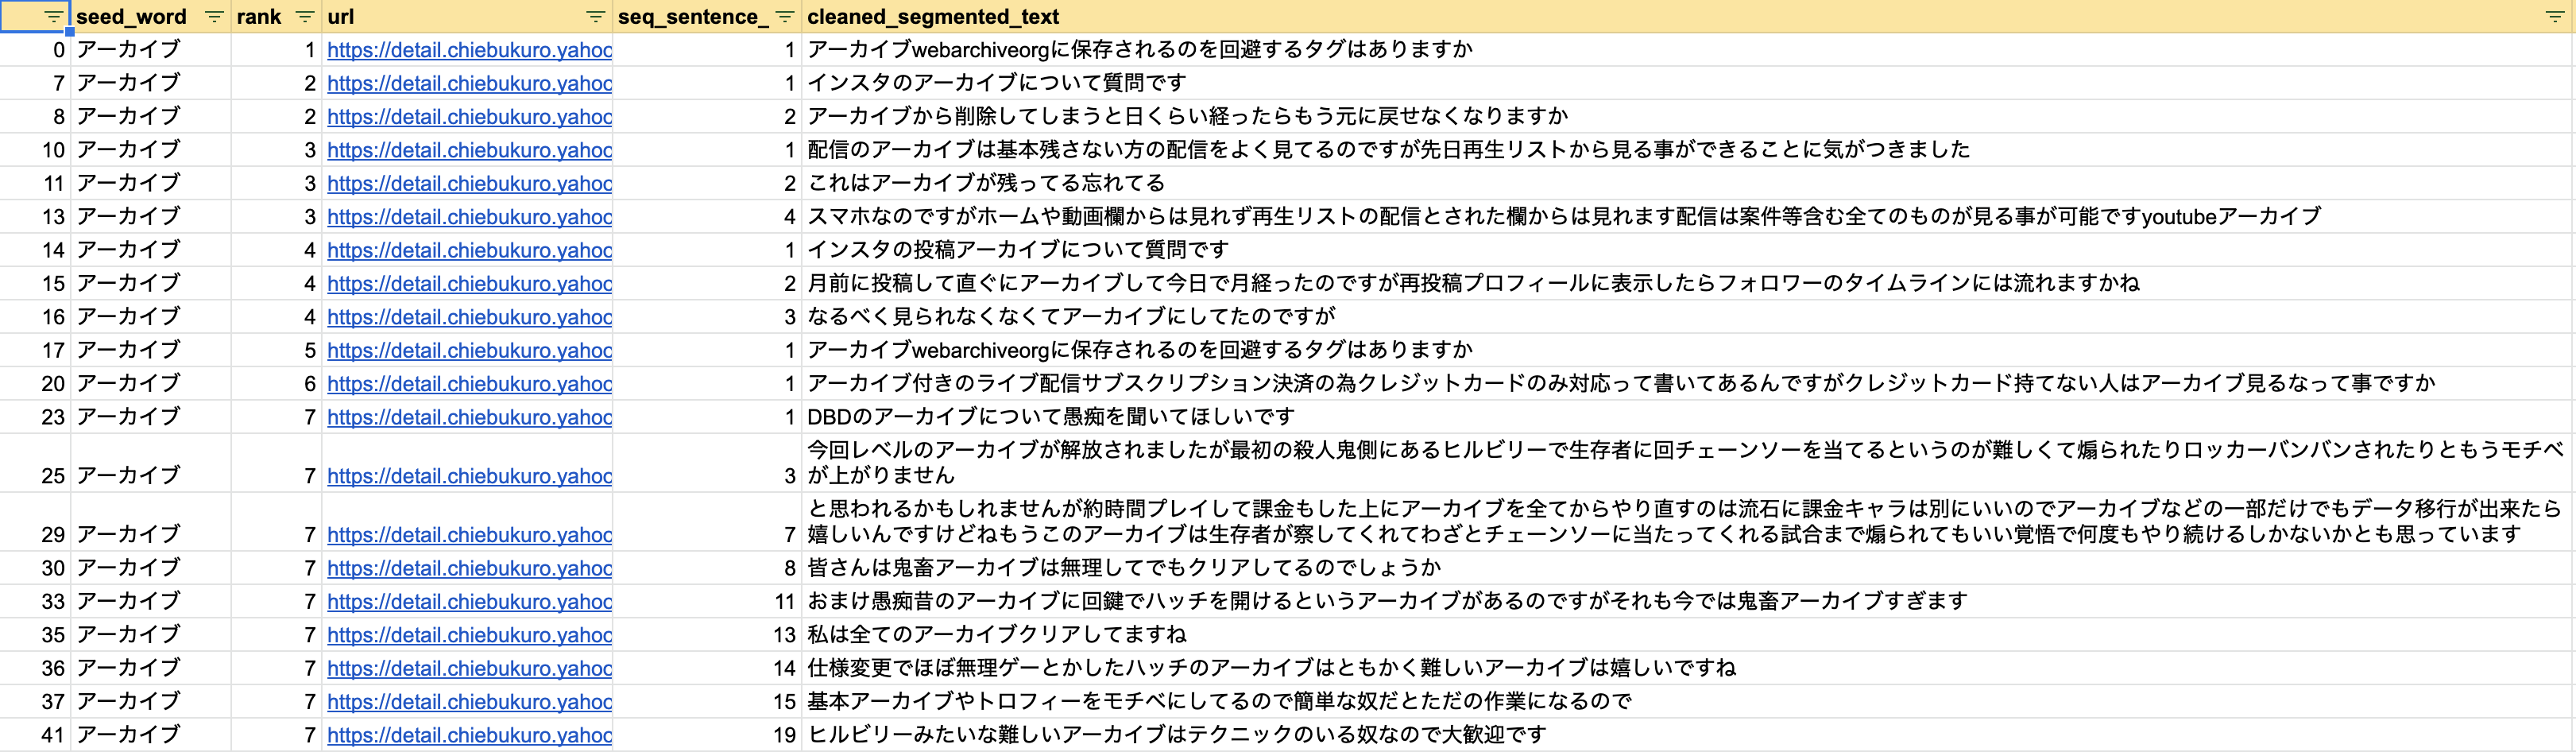 seed_word rank url seq_sentence_ cleaned_segmented_text
0 アーカイブ 1 https://detail.chiebukuro.yahoo 1 アーカイブwebarchiveorgに保存されるのを回避するタグはありますか
7 アーカイブ 2 https://detail.chiebukuro.yahoo 1 インスタのアーカイブについて質問です
8 アーカイブ 2 https://detail.chiebukuro.yahoo 2 アーカイブから削除してしまうと日くらい経ったらもう元に戻せなくなりますか
10 アーカイブ 3 https://detail.chiebukuro.yahoo 1 配信のアーカイブは基本残さない方の配信をよく見てるのですが先日再生リストから見る事ができることに気がつきました
11 アーカイブ 3 https://detail.chiebukuro.yahoo 2 これはアーカイブが残ってる忘れてる
13 アーカイブ 3 https://detail.chiebukuro.yahoo 4 スマホなのですがホームや動画欄からは見れず再生リストの配信とされた欄からは見れます配信は案件等含む全てのものが見る事が可能ですyoutubeアーカイブ
14 アーカイブ 4 https://detail.chiebukuro.yahoo 1 インスタの投稿アーカイブについて質問です
15 アーカイブ 4 https://detail.chiebukuro.yahoo 2 月前に投稿して直ぐにアーカイブして今日で月経ったのですが再投稿プロフィールに表示したらフォロワーのタイムラインには流れますかね
16 アーカイブ 4 https://detail.chiebukuro.yahoo 3 なるべく見られなくなくてアーカイブにしてたのですが
17 アーカイブ 5 https://detail.chiebukuro.yahoo 1 アーカイブwebarchiveorgに保存されるのを回避するタグはありますか
20 アーカイブ 6 https://detail.chiebukuro.yahoo 1 アーカイブ付きのライブ配信サブスクリプション決済の為クレジットカードのみ対応って書いてあるんですがクレジットカード持てない人はアーカイブ見るなって事ですか
23 アーカイブ 7 https://detail.chiebukuro.yahoo 1 DBDのアーカイブについて愚痴を聞いてほしいです
今回レベルのアーカイブが解放されましたが最初の殺人鬼側にあるヒルビリーで生存者に回チェーンソーを当てるというのが難しくて煽られたりロッカーバンバンされたりともうモチベ
25 アーカイブ 7 https://detail.chiebukuro.yahoo 3 が上がりません
と思われるかもしれませんが約時間プレイして課金もした上にアーカイブを全てからやり直すのは流石に課金キャラは別にいいのでアーカイブなどの一部だけでもデータ移行が出来たら
29 アーカイブ 7 https://detail.chiebukuro.yahoo 7 嬉しいんですけどねもうこのアーカイブは生存者が察してくれてわざとチェーンソーに当たってくれる試合まで煽られてもいい覚悟で何度もやり続けるしかないかとも思っています
30 アーカイブ 7 https://detail.chiebukuro.yahoo 8 皆さんは鬼畜アーカイブは無理してでもクリアしてるのでしょうか
33 アーカイブ 7 https://detail.chiebukuro.yahoo 11 おまけ愚痴昔のアーカイブに回鍵でハッチを開けるというアーカイブがあるのですがそれも今では鬼畜アーカイブすぎます
35 アーカイブ 7 https://detail.chiebukuro.yahoo 13 私は全てのアーカイブクリアしてますね
36 アーカイブ 7 https://detail.chiebukuro.yahoo 14 仕様変更でほぼ無理ゲーとかしたハッチのアーカイブはともかく難しいアーカイブは嬉しいですね
37 アーカイブ 7 https://detail.chiebukuro.yahoo 15 基本アーカイブやトロフィーをモチベにしてるので簡単な奴だとただの作業になるので
41 アーカイブ 7 https://detail.chiebukuro.yahoo 19 ヒルビリーみたいな難しいアーカイブはテクニックのいる奴なので大歓迎です